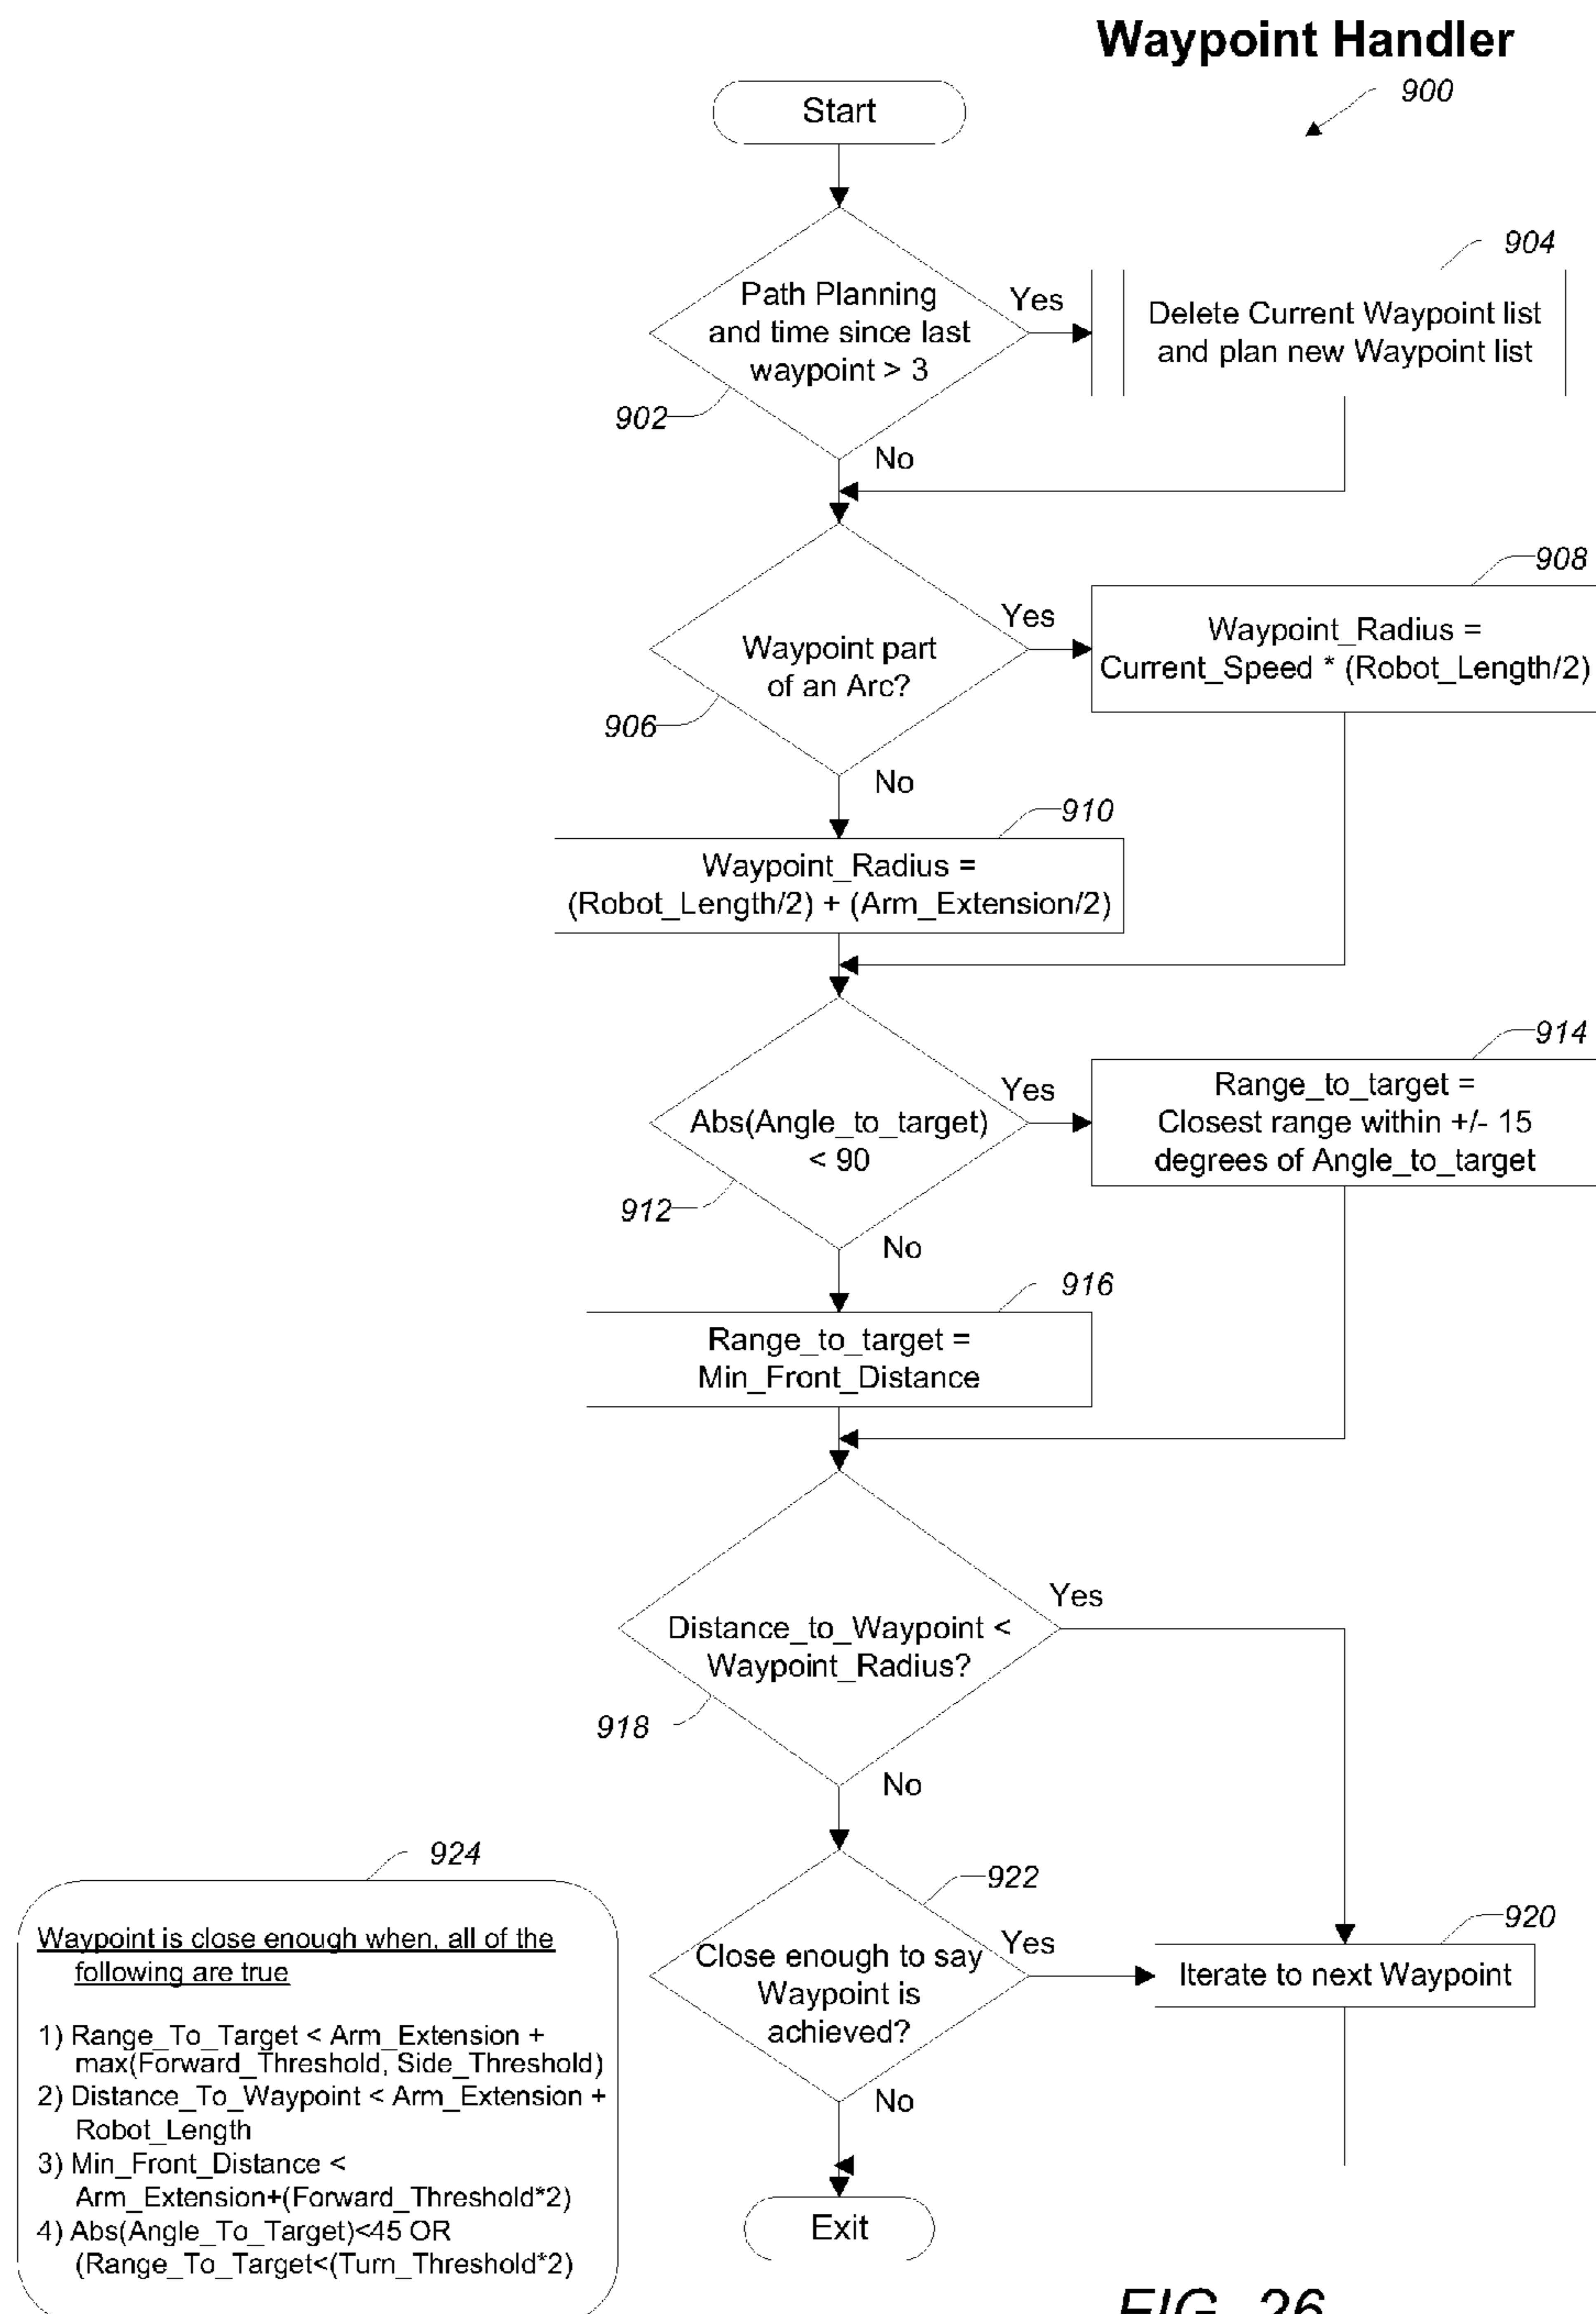 Waypoint Handler
900
Start
904
Path Planning
and time since last
waypoint > 3
Yes
Delete Current Waypoint list
and plan new Waypoint list
902
No
908
Waypoint part
of an Arc?
Yes
Waypoint_Radius =
Current_Speed * (Robot_Length/2)
906
No
910
Waypoint_Radius =
(Robot_Length/2) + (Arm_Extension/2)
914
Abs(Angle_to_target)
< 90
Yes
Range_to_target =
Closest range within +/- 15
degrees of Angle_to_target
912
No
916
Range_to_target =
Min_Front_Distance
Yes
Distance_to_Waypoint <
Waypoint_Radius?
918
No
922
920
Close enough to say
Waypoint is
achieved?
Yes
Iterate to next Waypoint
No
Exit
924
Waypoint is close enough when, all of the
following are true
1) Range_To_Target < Arm_Extension +
max(Forward_Threshold, Side_Threshold)
2) Distance_To_Waypoint < Arm_Extension +
Robot_Length
3) Min_Front_Distance <
Arm_Extension+(Forward_Threshold*2)
4) Abs(Angle_To_Target)<45 OR
(Range_To_Target<(Turn_Threshold*2)
FIG. 26